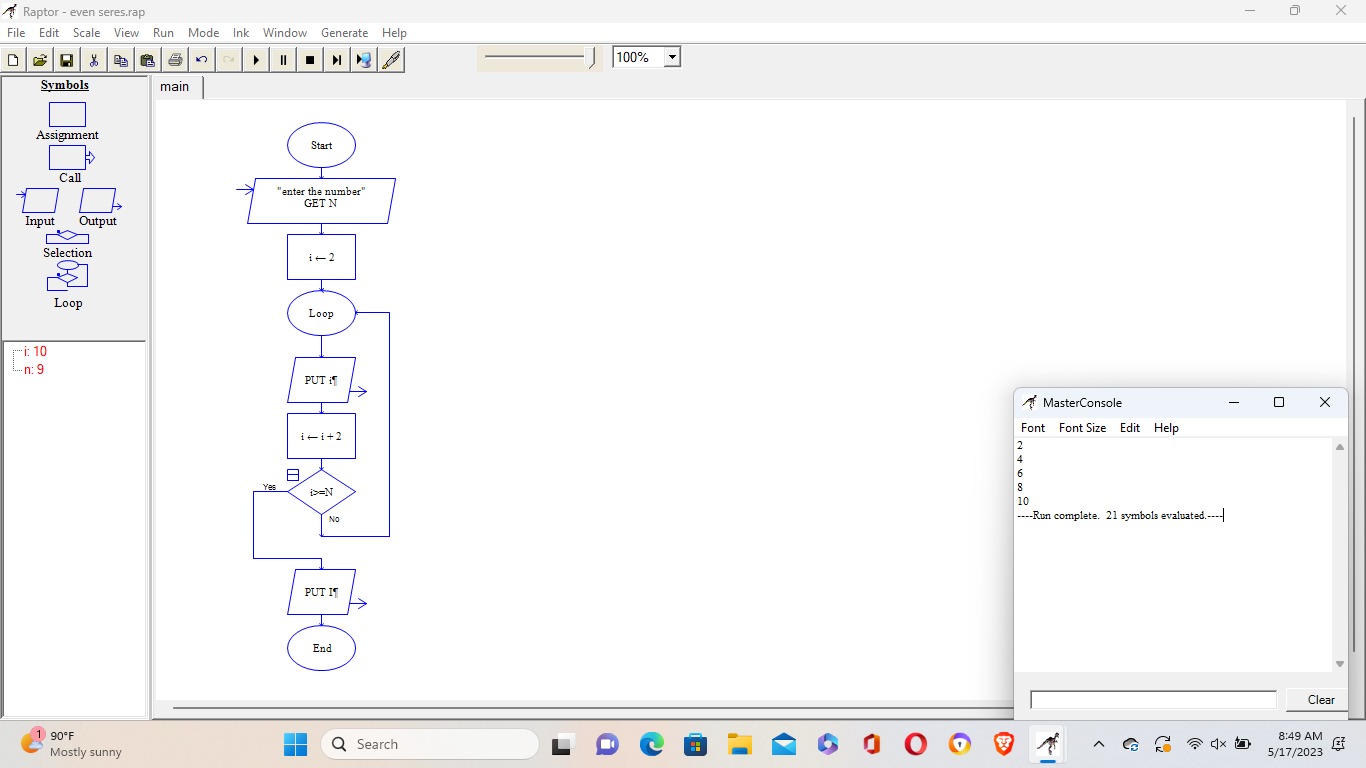 Raptor - even seres.rap
File Edit Scale View Run Mode Ink Window Generate Help
100%
Symbols
main
Assignment
Call
Input Output
Selection
Loop
i: 10
n: 9
Start
"enter the number"
GET N
i ← 2
Loop
PUT i¶
i ← i + 2
i>=N
Yes
No
PUT I¶
End
MasterConsole
Font Font Size Edit Help
2
4
6
8
10
----Run complete. 21 symbols evaluated.----
Clear
1
90°F
Mostly sunny
Search
8:49 AM
5/17/2023